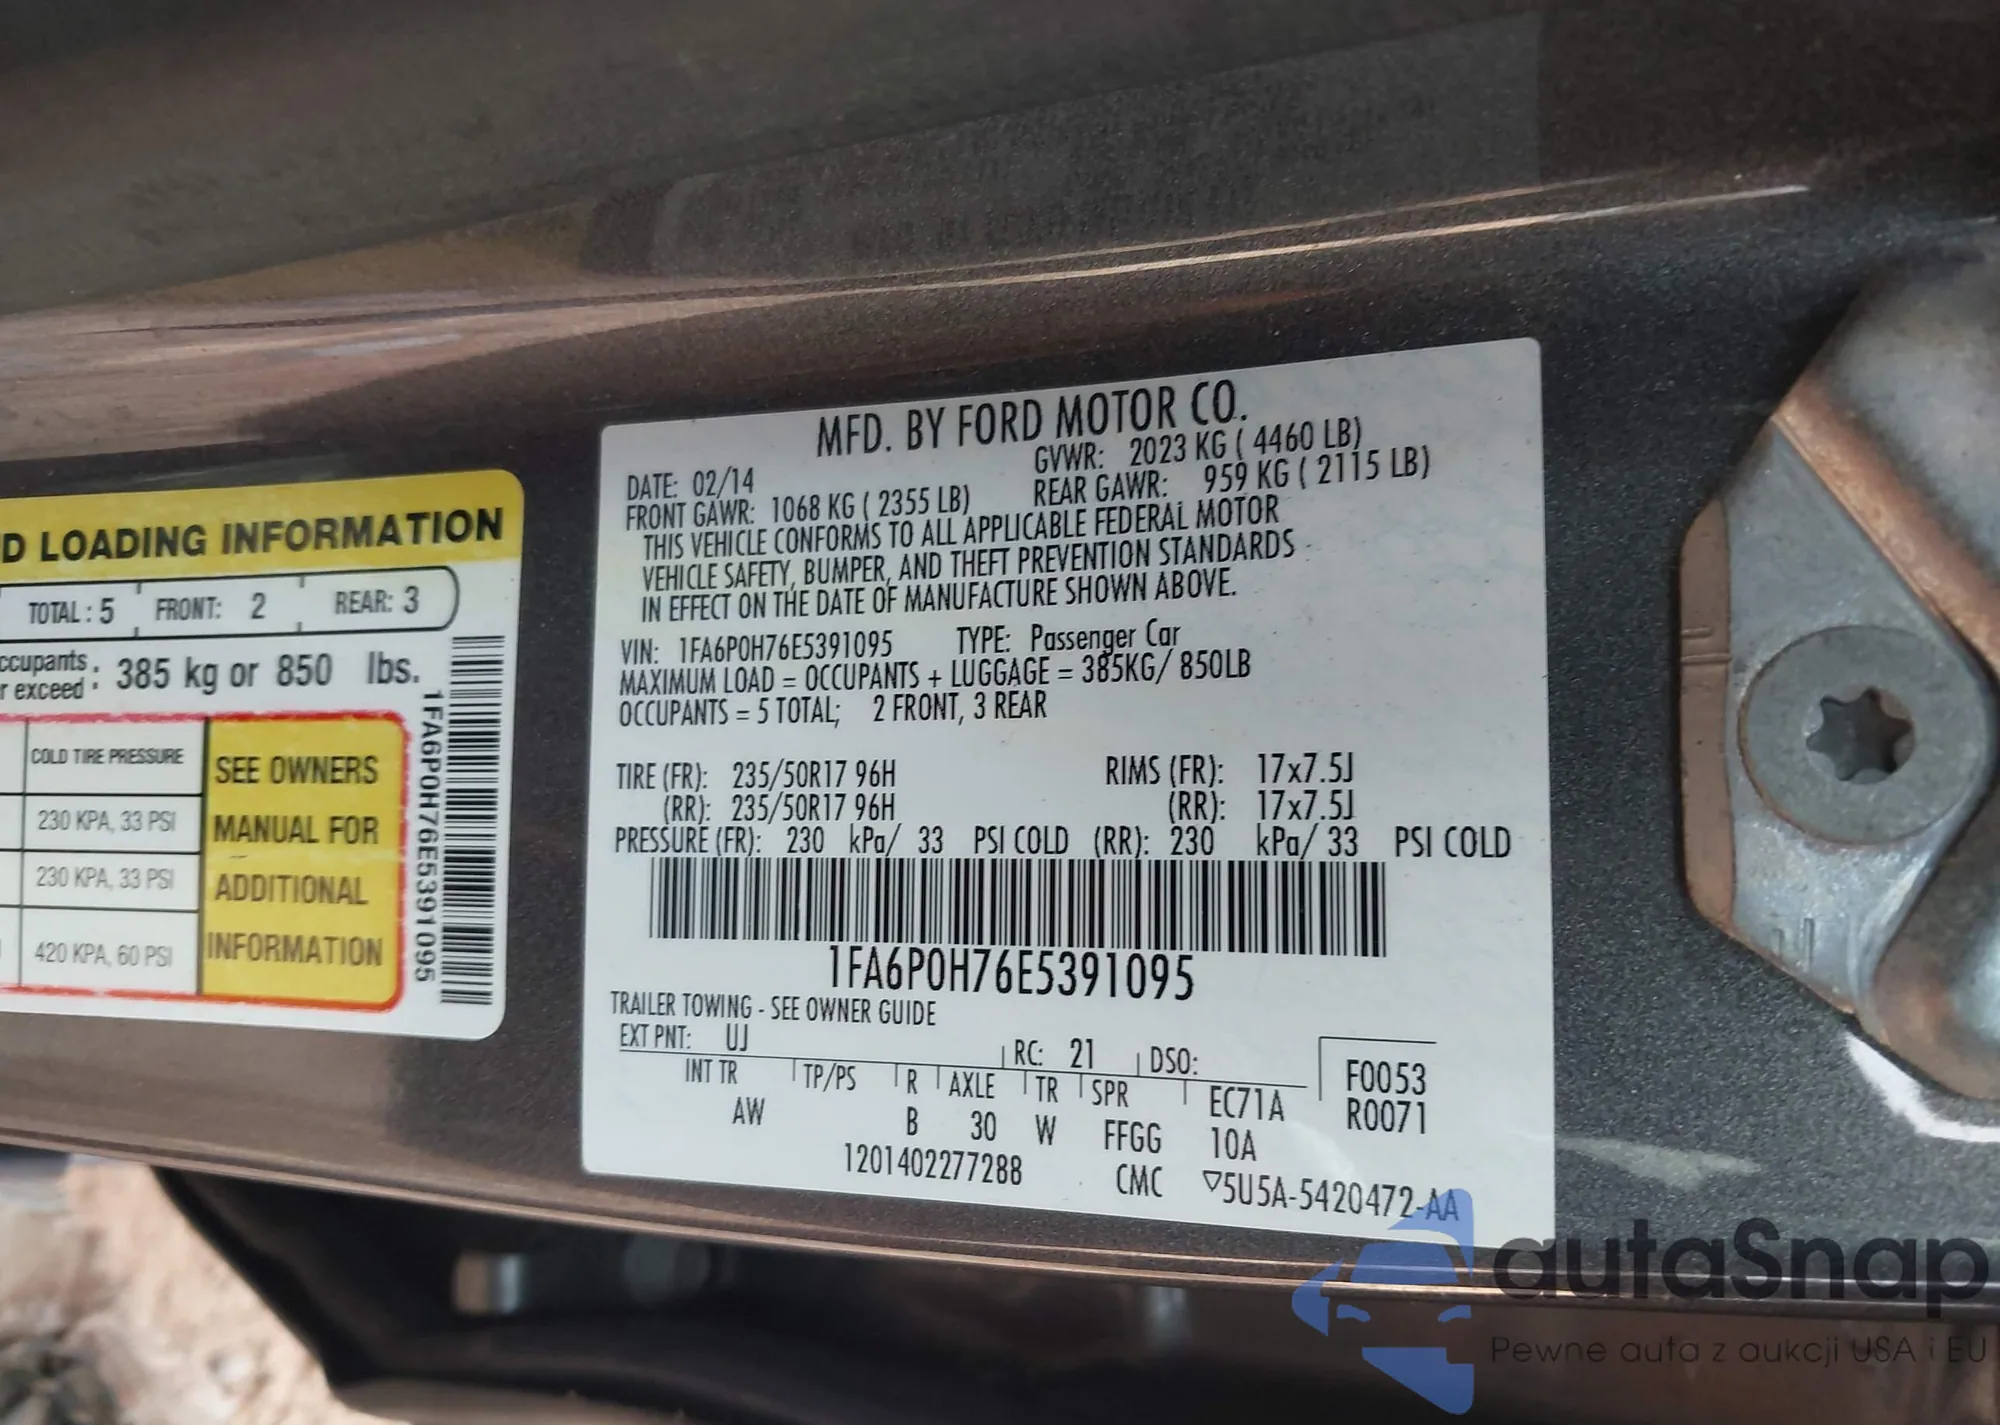 D LOADING INFORMATION
TOTAL : 5 FRONT: 2 REAR: 3
ccupants
r exceed : 385 kg or 850 lbs.
COLD TIRE PRESSURE
230 KPA, 33 PSI
230 KPA, 33 PSI
420 KPA, 60 PSI
SEE OWNERS
MANUAL FOR
ADDITIONAL
INFORMATION
1FA6P0H76E5391095
MFD. BY FORD MOTOR CO.
DATE: 02/14 GVWR: 2023 KG ( 4460 LB)
FRONT GAWR: 1068 KG ( 2355 LB) REAR GAWR: 959 KG ( 2115 LB)
THIS VEHICLE CONFORMS TO ALL APPLICABLE FEDERAL MOTOR
VEHICLE SAFETY, BUMPER, AND THEFT PREVENTION STANDARDS
IN EFFECT ON THE DATE OF MANUFACTURE SHOWN ABOVE.
VIN: 1FA6P0H76E5391095 TYPE: Passenger Car
MAXIMUM LOAD = OCCUPANTS + LUGGAGE = 385KG/ 850LB
OCCUPANTS = 5 TOTAL; 2 FRONT, 3 REAR
TIRE (FR): 235/50R17 96H RIMS (FR): 17x7.5J
(RR): 235/50R17 96H (RR): 17x7.5J
PRESSURE (FR): 230 kPa/ 33 PSI COLD (RR): 230 kPa/ 33 PSI COLD
1FA6P0H76E5391095
TRAILER TOWING - SEE OWNER GUIDE
EXT PNT: UJ RC: 21 DSO: F0053
INT TR TP/PS R AXLE TR SPR EC71A R0071
AW B 30 W FFGG 10A
1201402277288 CMC ▽5U5A-5420472-AA
autaSnap
Pewne auta z aukcji USA i EU